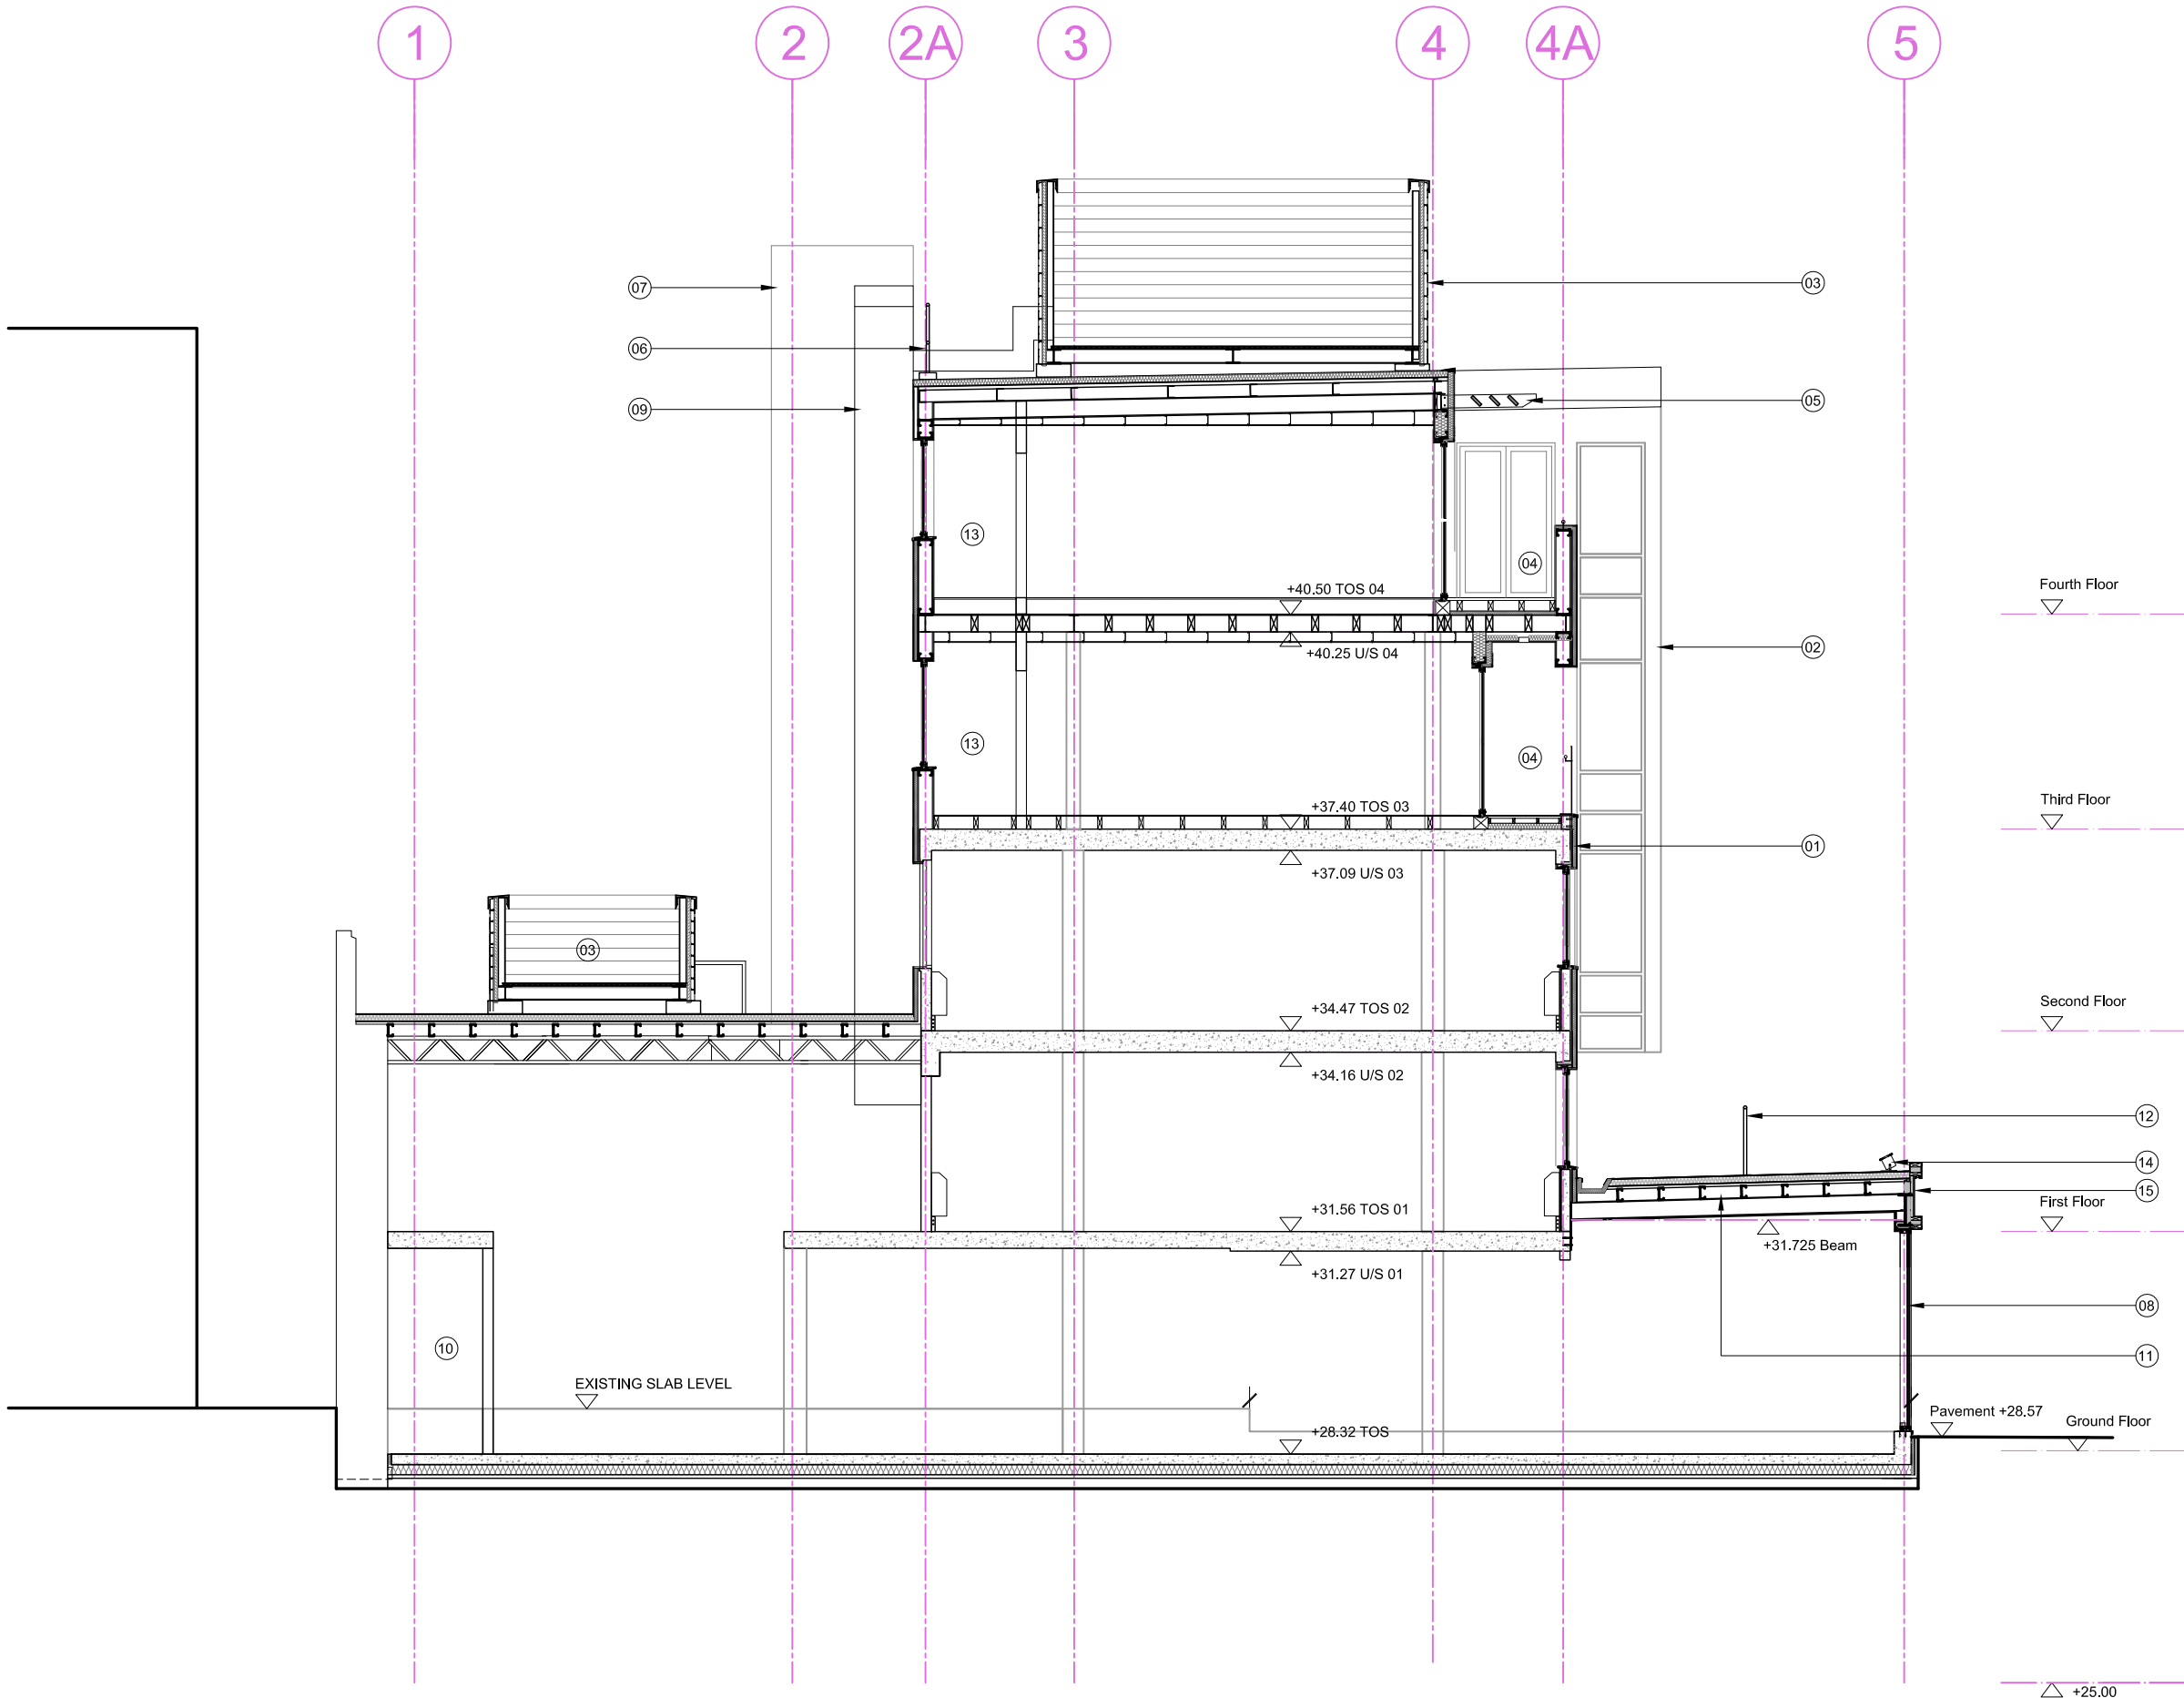 1 2 2A 3 4 4A 5
03
07
06
05
09
13
04
+40.50 TOS 04
Fourth Floor
02
+40.25 U/S 04
13
04
+37.40 TOS 03
Third Floor
01
+37.09 U/S 03
03
+34.47 TOS 02
Second Floor
+34.16 U/S 02
12
14
15
+31.56 TOS 01
First Floor
+31.725 Beam
+31.27 U/S 01
08
10
11
EXISTING SLAB LEVEL
Pavement +28.57
Ground Floor
+28.32 TOS
+25.00